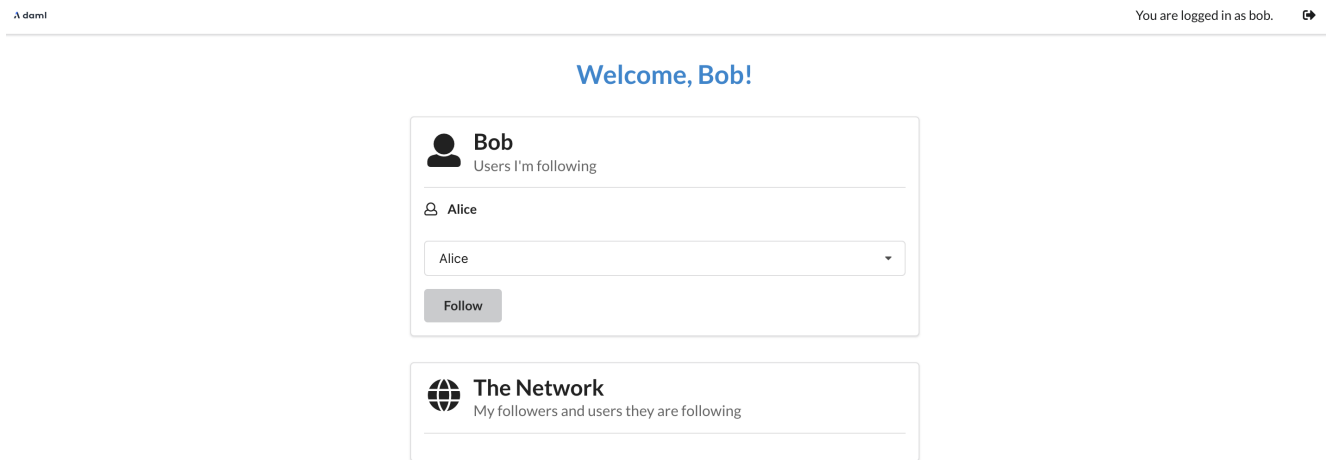 daml
You are logged in as bob.
Welcome, Bob!
Bob
Users I'm following
Alice
Alice
Follow
The Network
My followers and users they are following